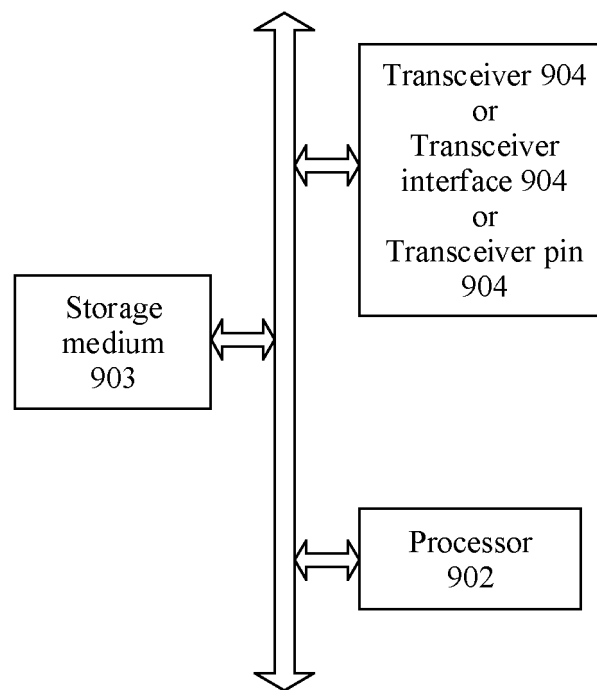 Transceiver 904
or
Transceiver
interface 904
or
Transceiver pin
904
Storage
medium
903
Processor
902